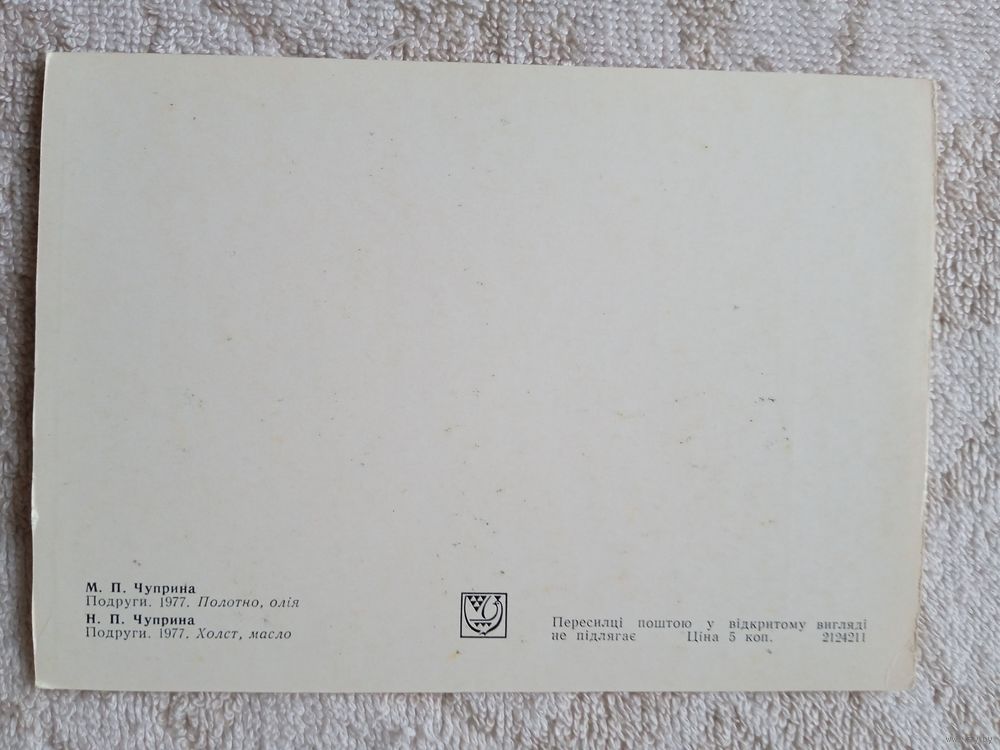 М. П. Чуприна
Подруги. 1977. Полотно, олія
Н. П. Чуприна
Подруги. 1977. Холст, масло
Пересилці поштою у відкритому вигляді
не підлягає Ціна 5 коп. 2124211